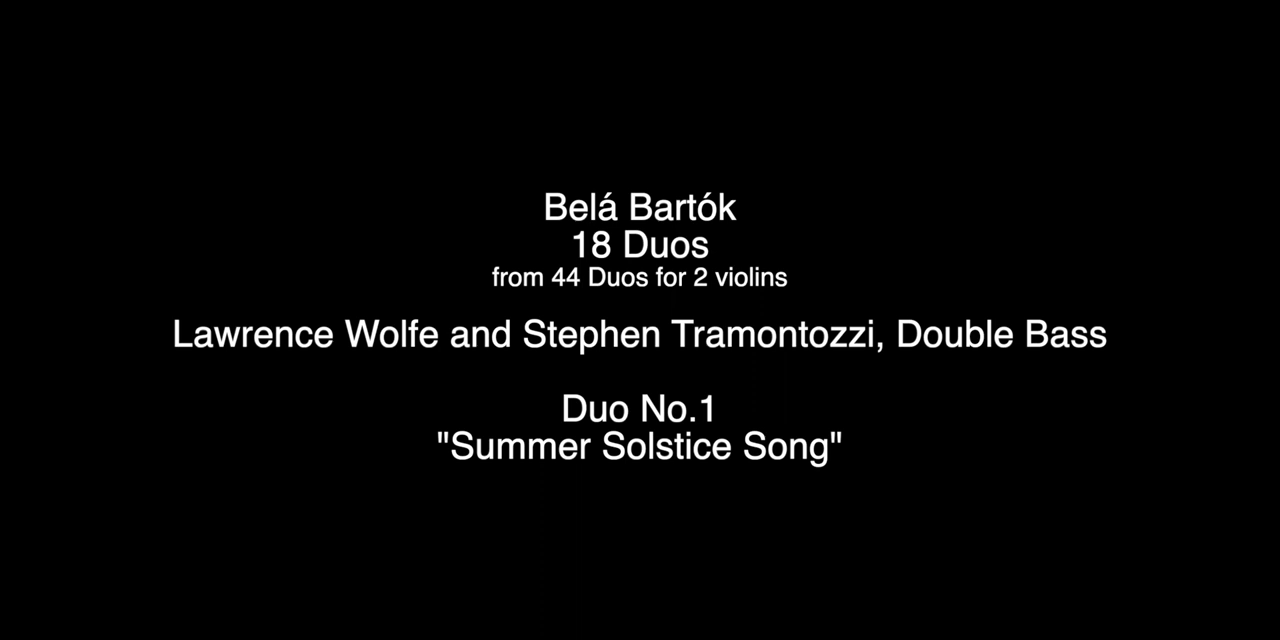 Belá Bartók
18 Duos
from 44 Duos for 2 violins
Lawrence Wolfe and Stephen Tramontozzi, Double Bass
Duo No.1
"Summer Solstice Song"